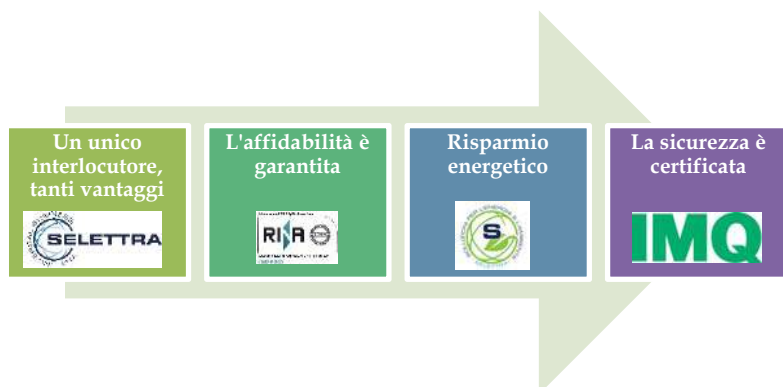 Un unico
interlocutore,
tanti vantaggi
SELETTRA
L'affidabilità è
garantita
RINA
Risparmio
energetico
S
La sicurezza è
certificata
IMQ